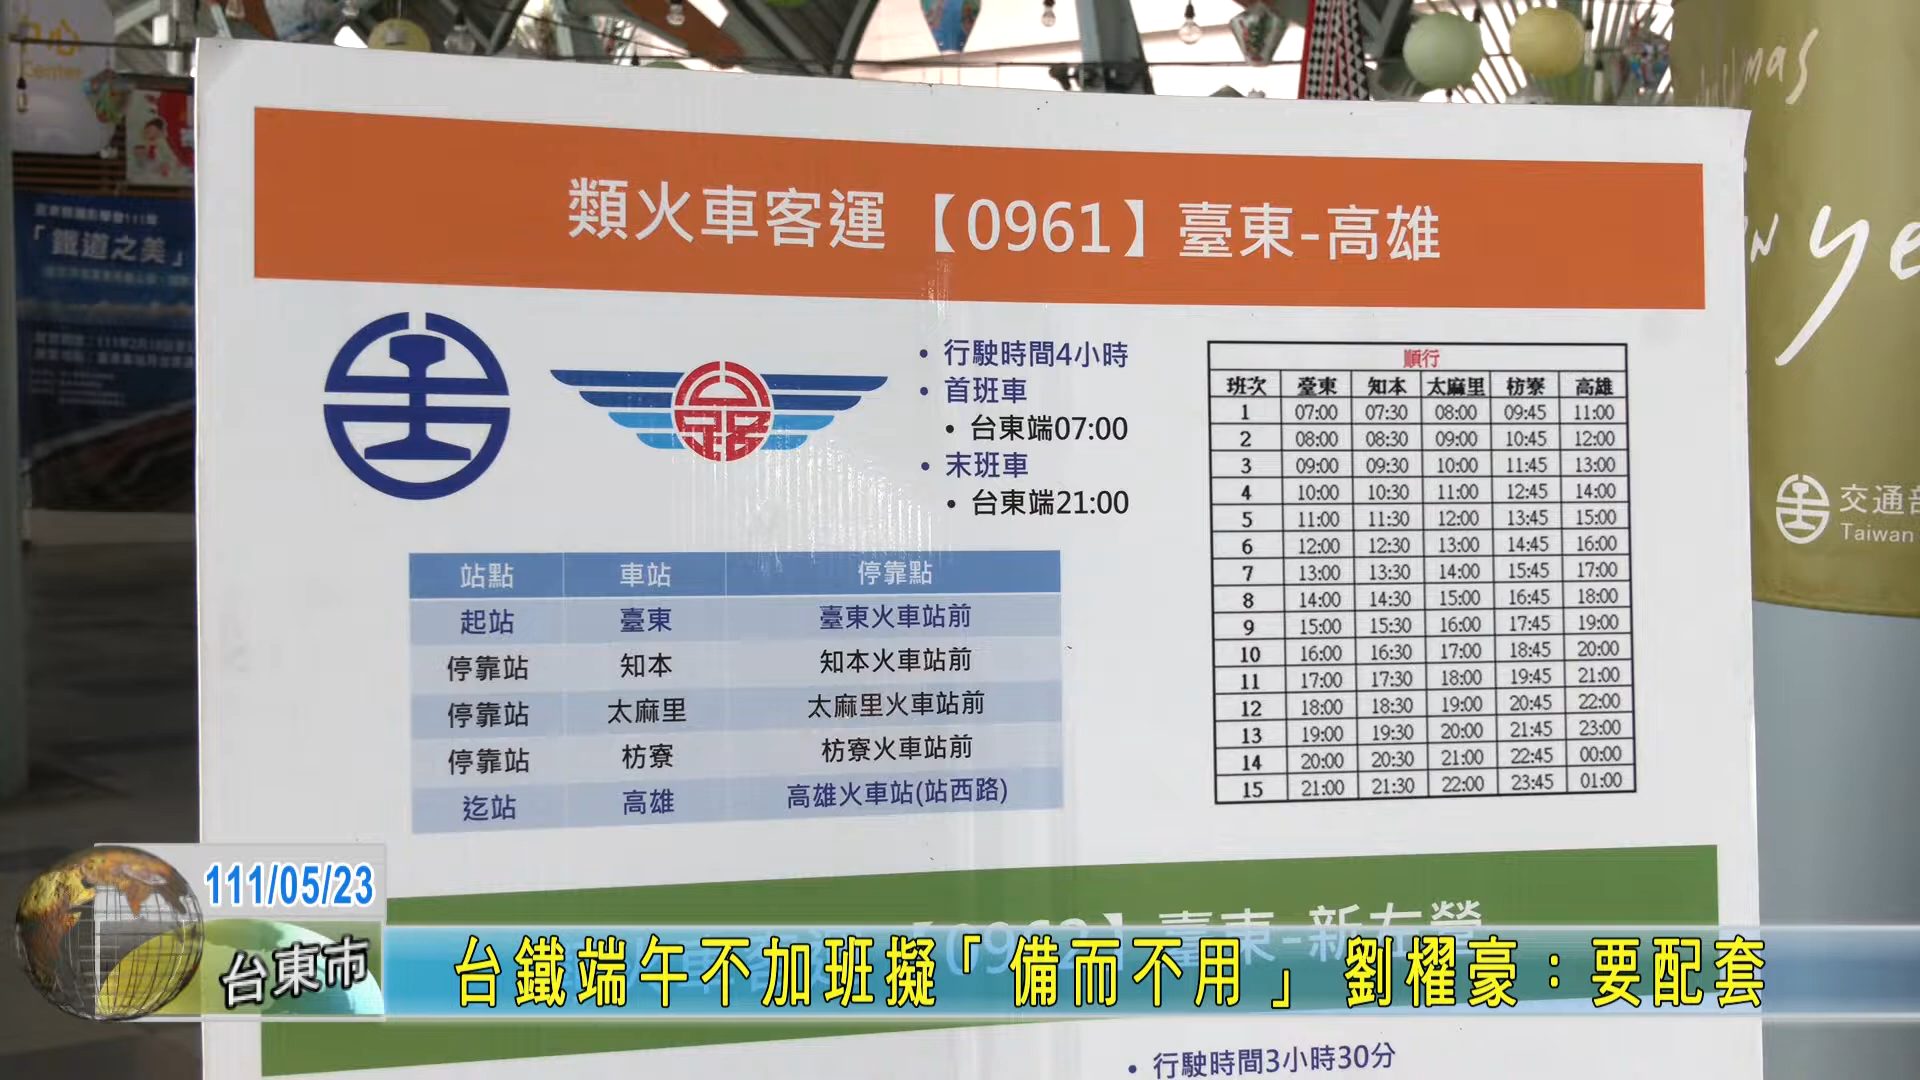 中心
Center
「鐵道之美」
mas
ye
交通部
Taiwan
類火車客運【0961】臺東-高雄
• 行駛時間4小時
• 首班車
• 台東端07:00
• 末班車
• 台東端21:00
站點 車站 停靠點
起站 臺東 臺東火車站前
停靠站 知本 知本火車站前
停靠站 太麻里 太麻里火車站前
停靠站 枋寮 枋寮火車站前
迄站 高雄 高雄火車站(站西路)
順行
班次 臺東 知本 太麻里 枋寮 高雄
1 07:00 07:30 08:00 09:45 11:00
2 08:00 08:30 09:00 10:45 12:00
3 09:00 09:30 10:00 11:45 13:00
4 10:00 10:30 11:00 12:45 14:00
5 11:00 11:30 12:00 13:45 15:00
6 12:00 12:30 13:00 14:45 16:00
7 13:00 13:30 14:00 15:45 17:00
8 14:00 14:30 15:00 16:45 18:00
9 15:00 15:30 16:00 17:45 19:00
10 16:00 16:30 17:00 18:45 20:00
11 17:00 17:30 18:00 19:45 21:00
12 18:00 18:30 19:00 20:45 22:00
13 19:00 19:30 20:00 21:45 23:00
14 20:00 20:30 21:00 22:45 00:00
15 21:00 21:30 22:00 23:45 01:00
【0962】臺東-新左營
111/05/23
台東市
台鐵端午不加班擬「備而不用」 劉櫂豪：要配套
• 行駛時間3小時30分